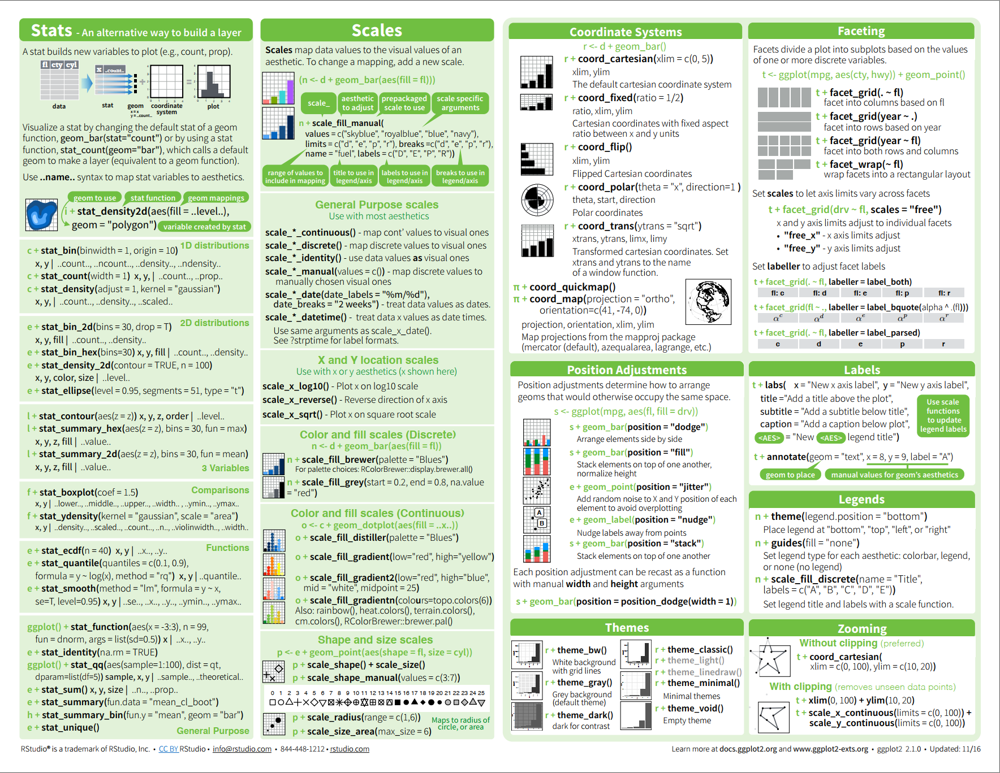 Stats - An alternative way to build a layer
A stat builds new variables to plot (e.g., count, prop).
fl cty cyl
x ..count..
data
stat
geom
x = x
y = ..count..
coordinate
system
plot
Visualize a stat by changing the default stat of a geom
function, geom_bar(stat="count") or by using a stat
function, stat_count(geom="bar"), which calls a default
geom to make a layer (equivalent to a geom function).
Use ..name.. syntax to map stat variables to aesthetics.
geom to use
stat function
geom mappings
i + stat_density2d(aes(fill = ..level..),
geom = "polygon")
variable created by stat
1D distributions
c + stat_bin(binwidth = 1, origin = 10)
x, y | ..count.., ..ncount.., ..density.., ..ndensity..
c + stat_count(width = 1) x, y, | ..count.., ..prop..
c + stat_density(adjust = 1, kernel = "gaussian")
x, y, | ..count.., ..density.., ..scaled..
e + stat_bin_2d(bins = 30, drop = T) 2D distributions
x, y, fill | ..count.., ..density..
e + stat_bin_hex(bins=30) x, y, fill | ..count.., ..density..
e + stat_density_2d(contour = TRUE, n = 100)
x, y, color, size | ..level..
e + stat_ellipse(level = 0.95, segments = 51, type = "t")
l + stat_contour(aes(z = z)) x, y, z, order | ..level..
l + stat_summary_hex(aes(z = z), bins = 30, fun = max)
x, y, z, fill | ..value..
l + stat_summary_2d(aes(z = z), bins = 30, fun = mean)
x, y, z, fill | ..value..
3 Variables
f + stat_boxplot(coef = 1.5)
Comparisons
x, y | ..lower.., ..middle.., ..upper.., ..width.. , ..ymin.., ..ymax..
f + stat_ydensity(kernel = "gaussian", scale = "area")
x, y | ..density.., ..scaled.., ..count.., ..n.., ..violinwidth.., ..width..
e + stat_ecdf(n = 40) x, y | ..x.., ..y..
Functions
e + stat_quantile(quantiles = c(0.1, 0.9),
formula = y ~ log(x), method = "rq") x, y | ..quantile..
e + stat_smooth(method = "lm", formula = y ~ x,
se=T, level=0.95) x, y | ..se.., ..x.., ..y.., ..ymin.., ..ymax..
ggplot() + stat_function(aes(x = -3:3), n = 99,
fun = dnorm, args = list(sd=0.5)) x | ..x.., ..y..
e + stat_identity(na.rm = TRUE)
ggplot() + stat_qq(aes(sample=1:100), dist = qt,
dparam=list(df=5)) sample, x, y | ..sample.., ..theoretical..
e + stat_sum() x, y, size | ..n.., ..prop..
e + stat_summary(fun.data = "mean_cl_boot")
h + stat_summary_bin(fun.y = "mean", geom = "bar")
e + stat_unique()
General Purpose
Scales
Scales map data values to the visual values of an
aesthetic. To change a mapping, add a new scale.
(n <- d + geom_bar(aes(fill = fl)))
scale_
aesthetic
to adjust
prepackaged
scale to use
scale specific
arguments
n + scale_fill_manual(
values = c("skyblue", "royalblue", "blue", "navy"),
limits = c("d", "e", "p", "r"), breaks =c("d", "e", "p", "r"),
name = "fuel", labels = c("D", "E", "P", "R"))
range of values to
include in mapping
title to use in
legend/axis
labels to use in
legend/axis
breaks to use in
legend/axis
General Purpose scales
Use with most aesthetics
scale_*_continuous() - map cont' values to visual ones
scale_*_discrete() - map discrete values to visual ones
scale_*_identity() - use data values as visual ones
scale_*_manual(values = c()) - map discrete values to
manually chosen visual ones
scale_*_date(date_labels = "%m/%d"),
date_breaks = "2 weeks") - treat data values as dates.
scale_*_datetime() - treat data x values as date times.
Use same arguments as scale_x_date().
See ?strptime for label formats.
X and Y location scales
Use with x or y aesthetics (x shown here)
scale_x_log10() - Plot x on log10 scale
scale_x_reverse() - Reverse direction of x axis
scale_x_sqrt() - Plot x on square root scale
Color and fill scales (Discrete)
n <- d + geom_bar(aes(fill = fl))
n + scale_fill_brewer(palette = "Blues")
For palette choices: RColorBrewer::display.brewer.all()
n + scale_fill_grey(start = 0.2, end = 0.8, na.value
= "red")
Color and fill scales (Continuous)
o <- c + geom_dotplot(aes(fill = ..x..))
o + scale_fill_distiller(palette = "Blues")
o + scale_fill_gradient(low="red", high="yellow")
o + scale_fill_gradient2(low="red", high="blue",
mid = "white", midpoint = 25)
o + scale_fill_gradientn(colours=topo.colors(6))
Also: rainbow(), heat.colors(), terrain.colors(),
cm.colors(), RColorBrewer::brewer.pal()
Shape and size scales
p <- e + geom_point(aes(shape = fl, size = cyl))
p + scale_shape() + scale_size()
p + scale_shape_manual(values = c(3:7))
0 1 2 3 4 5 6 7 8 9 10 11 12 13 14 15 16 17 18 19 20 21 22 23 24 25
p + scale_radius(range = c(1,6))
p + scale_size_area(max_size = 6)
Maps to radius of
circle, or area
Coordinate Systems
r <- d + geom_bar()
r + coord_cartesian(xlim = c(0, 5))
xlim, ylim
The default cartesian coordinate system
r + coord_fixed(ratio = 1/2)
ratio, xlim, ylim
Cartesian coordinates with fixed aspect
ratio between x and y units
r + coord_flip()
xlim, ylim
Flipped Cartesian coordinates
r + coord_polar(theta = "x", direction=1 )
theta, start, direction
Polar coordinates
r + coord_trans(ytrans = "sqrt")
xtrans, ytrans, limx, limy
Transformed cartesian coordinates. Set
xtrans and ytrans to the name
of a window function.
π + coord_quickmap()
π + coord_map(projection = "ortho",
orientation=c(41, -74, 0))
projection, orientation, xlim, ylim
Map projections from the mapproj package
(mercator (default), azequalarea, lagrange, etc.)
Position Adjustments
Position adjustments determine how to arrange
geoms that would otherwise occupy the same space.
s <- ggplot(mpg, aes(fl, fill = drv))
s + geom_bar(position = "dodge")
Arrange elements side by side
s + geom_bar(position = "fill")
Stack elements on top of one another,
normalize height
e + geom_point(position = "jitter")
Add random noise to X and Y position of each
element to avoid overplotting
A
B
e + geom_label(position = "nudge")
Nudge labels away from points
s + geom_bar(position = "stack")
Stack elements on top of one another
Each position adjustment can be recast as a function
with manual width and height arguments
s + geom_bar(position = position_dodge(width = 1))
Themes
r + theme_bw()
White background
with grid lines
r + theme_gray()
Grey background
(default theme)
r + theme_dark()
dark for contrast
r + theme_classic()
r + theme_light()
r + theme_linedraw()
r + theme_minimal()
Minimal themes
r + theme_void()
Empty theme
Faceting
Facets divide a plot into subplots based on the values
of one or more discrete variables.
t <- ggplot(mpg, aes(cty, hwy)) + geom_point()
t + facet_grid(. ~ fl)
facet into columns based on fl
t + facet_grid(year ~ .)
facet into rows based on year
t + facet_grid(year ~ fl)
facet into both rows and columns
t + facet_wrap(~ fl)
wrap facets into a rectangular layout
Set scales to let axis limits vary across facets
t + facet_grid(drv ~ fl, scales = "free")
x and y axis limits adjust to individual facets
• "free_x" - x axis limits adjust
• "free_y" - y axis limits adjust
Set labeller to adjust facet labels
t + facet_grid(. ~ fl, labeller = label_both)
fl: c fl: d fl: e fl: p fl: r
t + facet_grid(fl ~ ., labeller = label_bquote(alpha ^ .(fl)))
αᶜ αᵈ αᵉ αᵖ αʳ
t + facet_grid(. ~ fl, labeller = label_parsed)
c d e p r
Labels
t + labs( x = "New x axis label", y = "New y axis label",
title ="Add a title above the plot",
subtitle = "Add a subtitle below title",
caption = "Add a caption below plot",
<AES> = "New <AES> legend title")
Use scale
functions
to update
legend labels
t + annotate(geom = "text", x = 8, y = 9, label = "A")
geom to place
manual values for geom's aesthetics
Legends
n + theme(legend.position = "bottom")
Place legend at "bottom", "top", "left", or "right"
n + guides(fill = "none")
Set legend type for each aesthetic: colorbar, legend,
or none (no legend)
n + scale_fill_discrete(name = "Title",
labels = c("A", "B", "C", "D", "E"))
Set legend title and labels with a scale function.
Zooming
Without clipping (preferred)
t + coord_cartesian(
xlim = c(0, 100), ylim = c(10, 20))
With clipping (removes unseen data points)
t + xlim(0, 100) + ylim(10, 20)
t + scale_x_continuous(limits = c(0, 100)) +
scale_y_continuous(limits = c(0, 100))
RStudio® is a trademark of RStudio, Inc. • CC BY RStudio • info@rstudio.com • 844-448-1212 • rstudio.com
Learn more at docs.ggplot2.org and www.ggplot2-exts.org • ggplot2 2.1.0 • Updated: 11/16